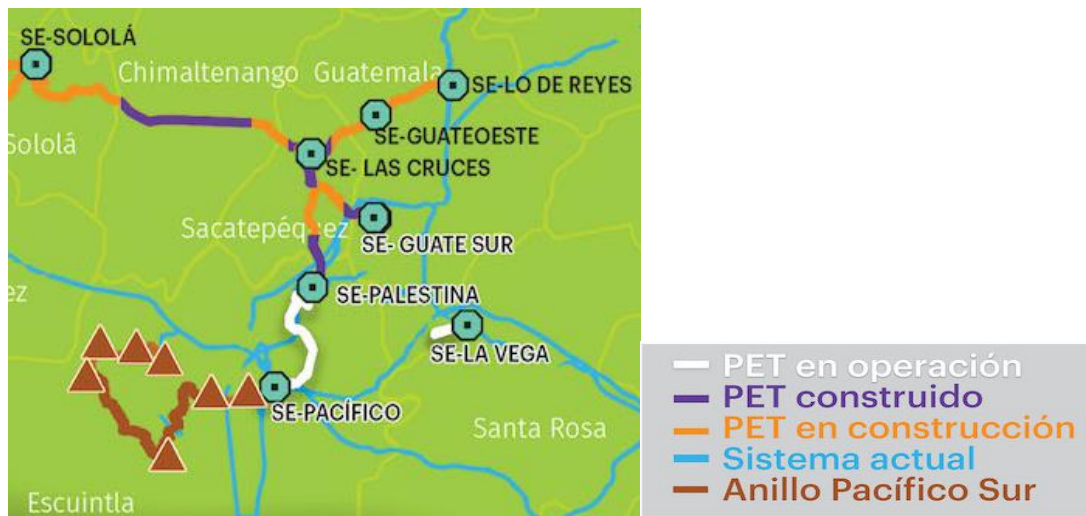 SE-SOLOLÁ
Chimaltenango
Guatemala
SE-LO DE REYES
SE-GUATEOESTE
Sololá
SE- LAS CRUCES
Sacatepéquez
SE- GUATE SUR
ez
SE-PALESTINA
SE-LA VEGA
SE-PACÍFICO
Santa Rosa
Escuintla
PET en operación
PET construido
PET en construcción
Sistema actual
Anillo Pacífico Sur